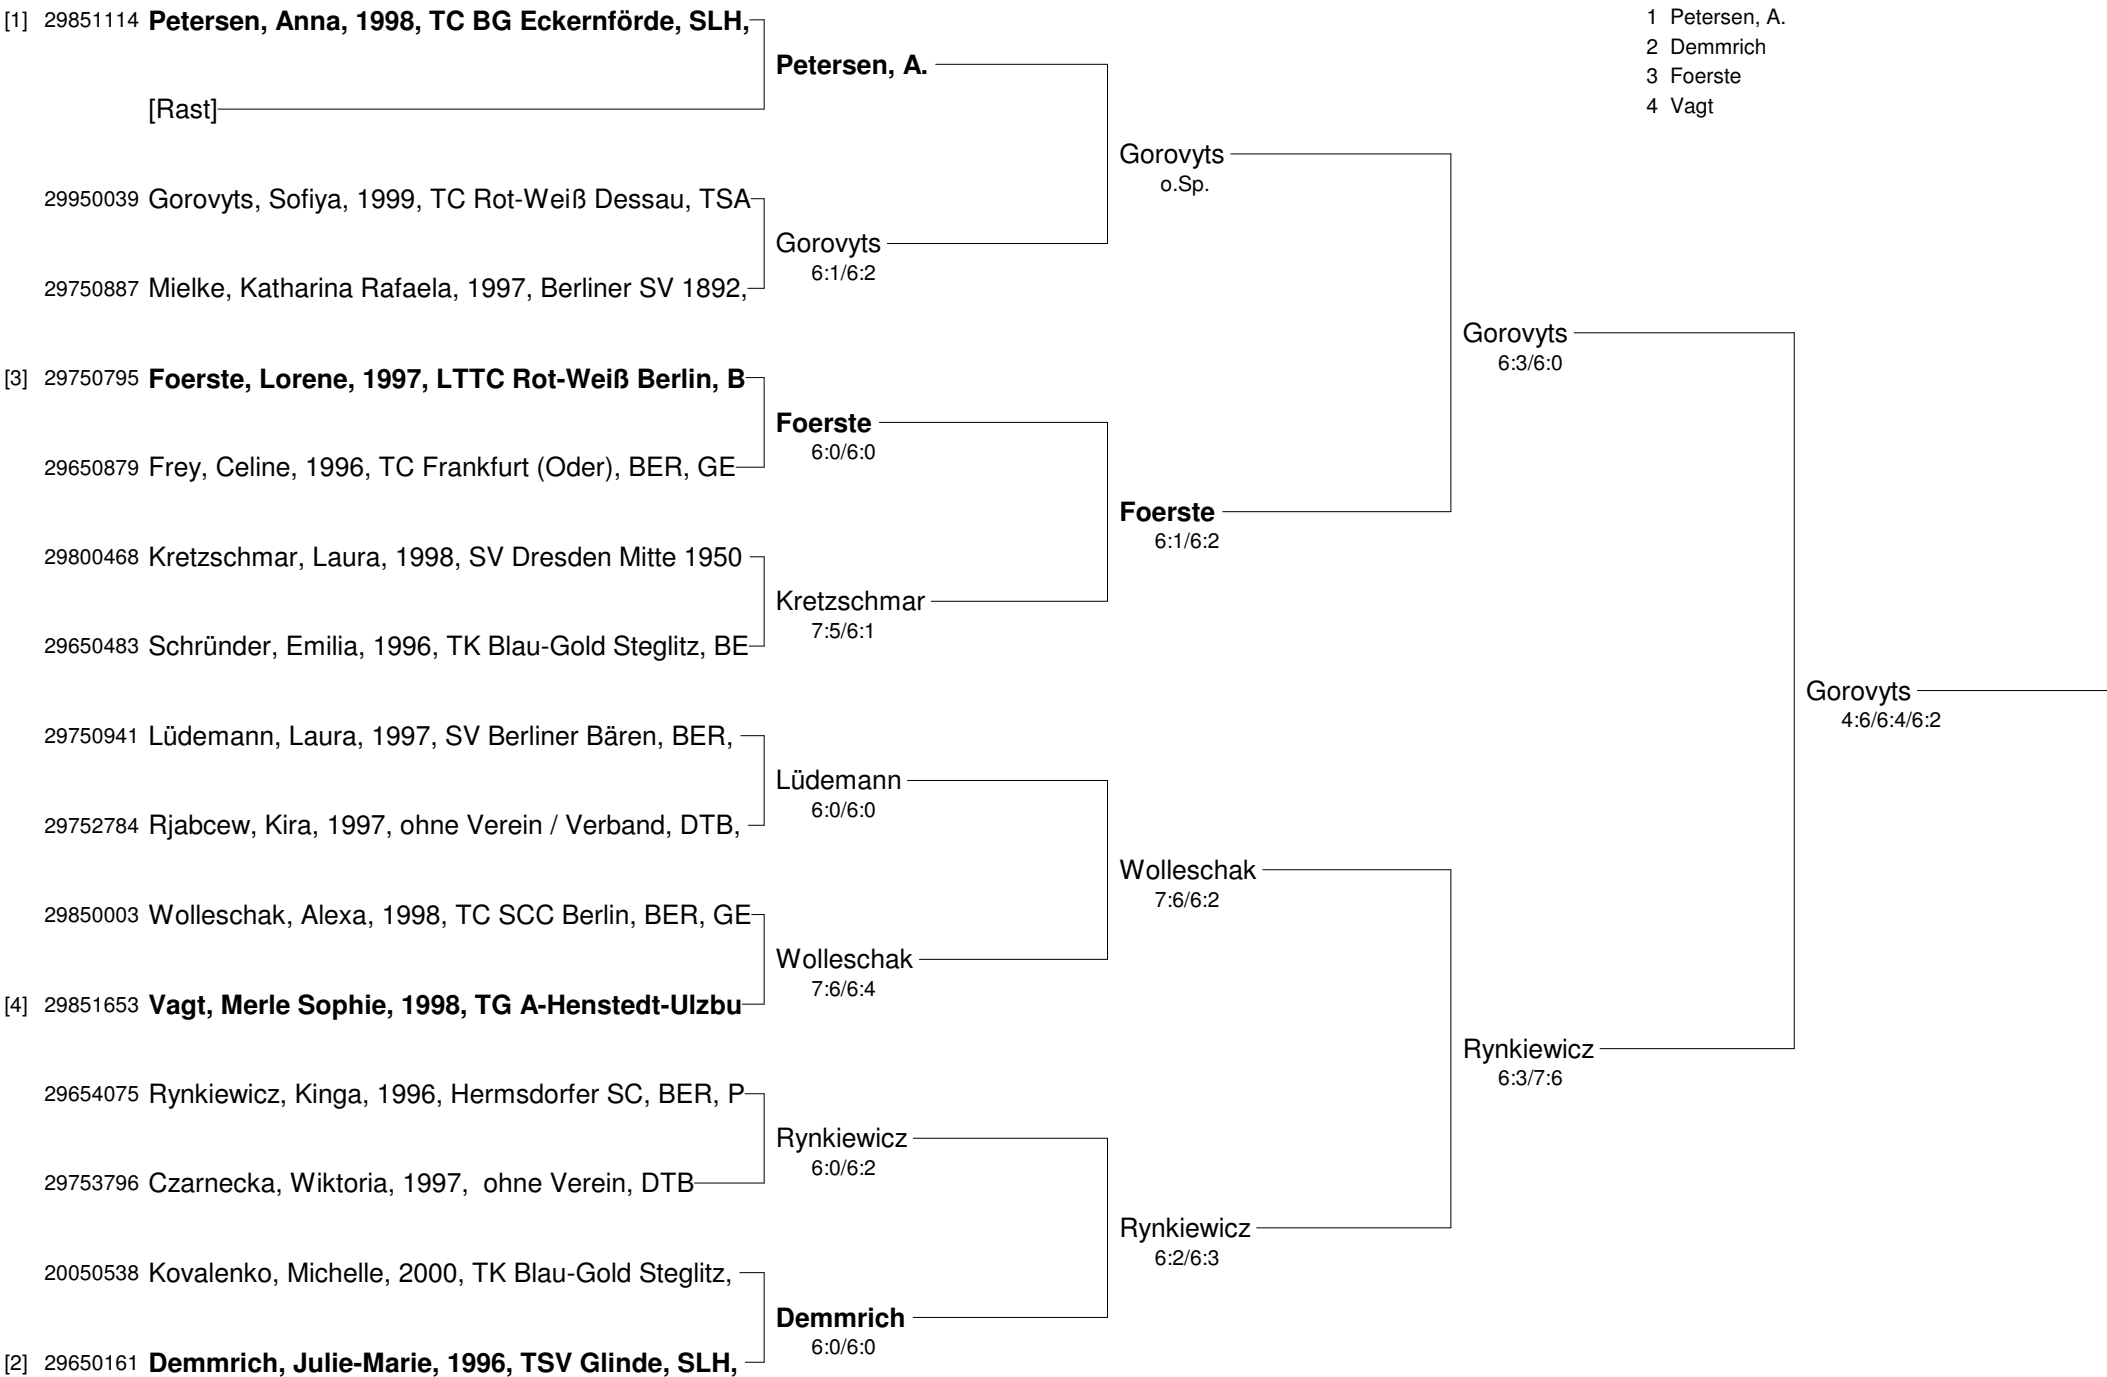 [1] 29851114 Petersen, Anna, 1998, TC BG Eckernförde, SLH,
[Rast]
29950039 Gorovyts, Sofiya, 1999, TC Rot-Weiß Dessau, TSA
29750887 Mielke, Katharina Rafaela, 1997, Berliner SV 1892,
[3] 29750795 Foerste, Lorene, 1997, LTTC Rot-Weiß Berlin, B
29650879 Frey, Celine, 1996, TC Frankfurt (Oder), BER, GE
29800468 Kretzschmar, Laura, 1998, SV Dresden Mitte 1950
29650483 Schründer, Emilia, 1996, TK Blau-Gold Steglitz, BE
29750941 Lüdemann, Laura, 1997, SV Berliner Bären, BER,
29752784 Rjabcew, Kira, 1997, ohne Verein / Verband, DTB,
29850003 Wolleschak, Alexa, 1998, TC SCC Berlin, BER, GE
[4] 29851653 Vagt, Merle Sophie, 1998, TG A-Henstedt-Ulzbu
29654075 Rynkiewicz, Kinga, 1996, Hermsdorfer SC, BER, P
29753796 Czarnecka, Wiktoria, 1997, ohne Verein, DTB
20050538 Kovalenko, Michelle, 2000, TK Blau-Gold Steglitz,
[2] 29650161 Demmrich, Julie-Marie, 1996, TSV Glinde, SLH,
Petersen, A.
Gorovyts
6:1/6:2
Foerste
6:0/6:0
Kretzschmar
7:5/6:1
Lüdemann
6:0/6:0
Wolleschak
7:6/6:4
Rynkiewicz
6:0/6:2
Demmrich
6:0/6:0
Gorovyts
o.Sp.
Foerste
6:1/6:2
Wolleschak
7:6/6:2
Rynkiewicz
6:2/6:3
Gorovyts
6:3/6:0
Rynkiewicz
6:3/7:6
Gorovyts
4:6/6:4/6:2
1 Petersen, A.
2 Demmrich
3 Foerste
4 Vagt